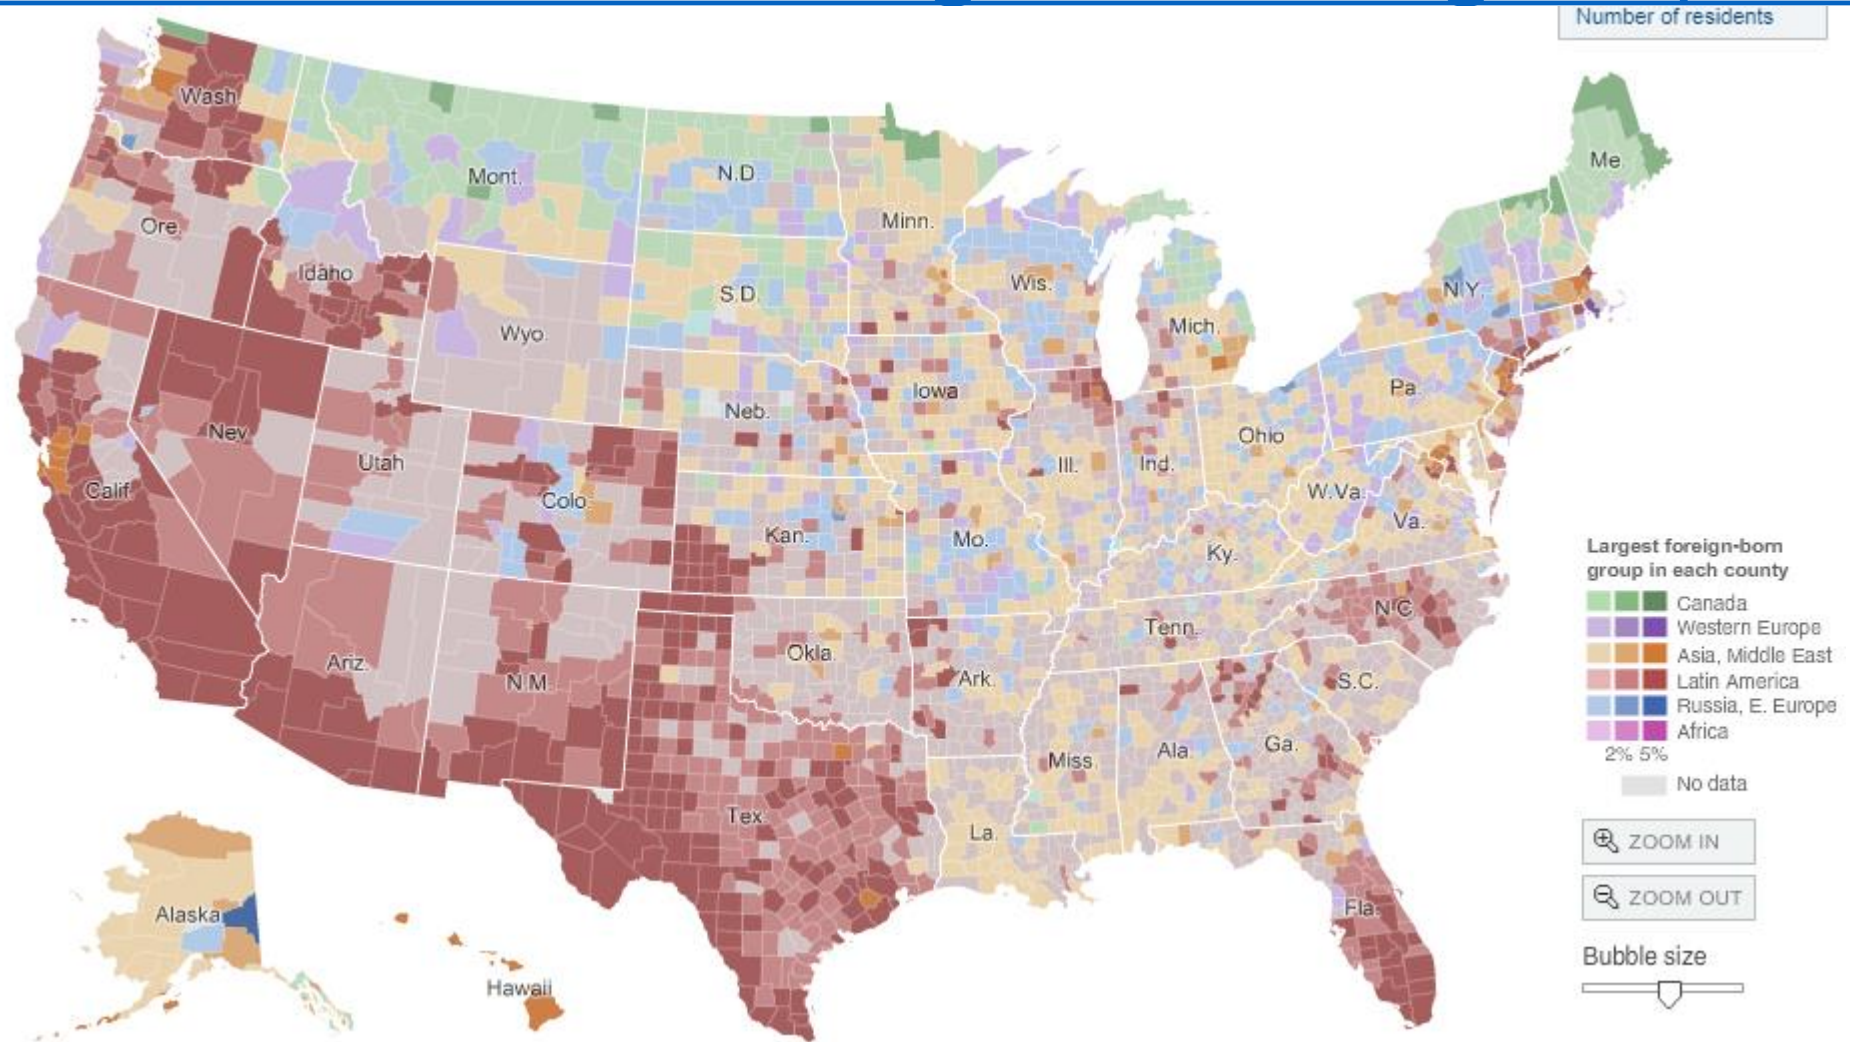 Number of residents
Wash
Mont.
N.D.
Minn.
Me
Ore.
Idaho
S.D.
Wis.
N.Y.
Wyo.
Mich.
Iowa
Pa.
Neb.
Nev
Utah
Ohio
Calif
Colo.
Ill.
Ind.
W.Va.
Va.
Kan.
Mo.
Ky.
N.C
Ariz.
N.M.
Okla.
Tenn.
Ark.
S.C.
Miss.
Ala.
Ga.
Tex.
La.
Fla.
Alaska
Hawaii
Largest foreign-born
group in each county
Canada
Western Europe
Asia, Middle East
Latin America
Russia, E. Europe
Africa
2% 5%
No data
ZOOM IN
ZOOM OUT
Bubble size